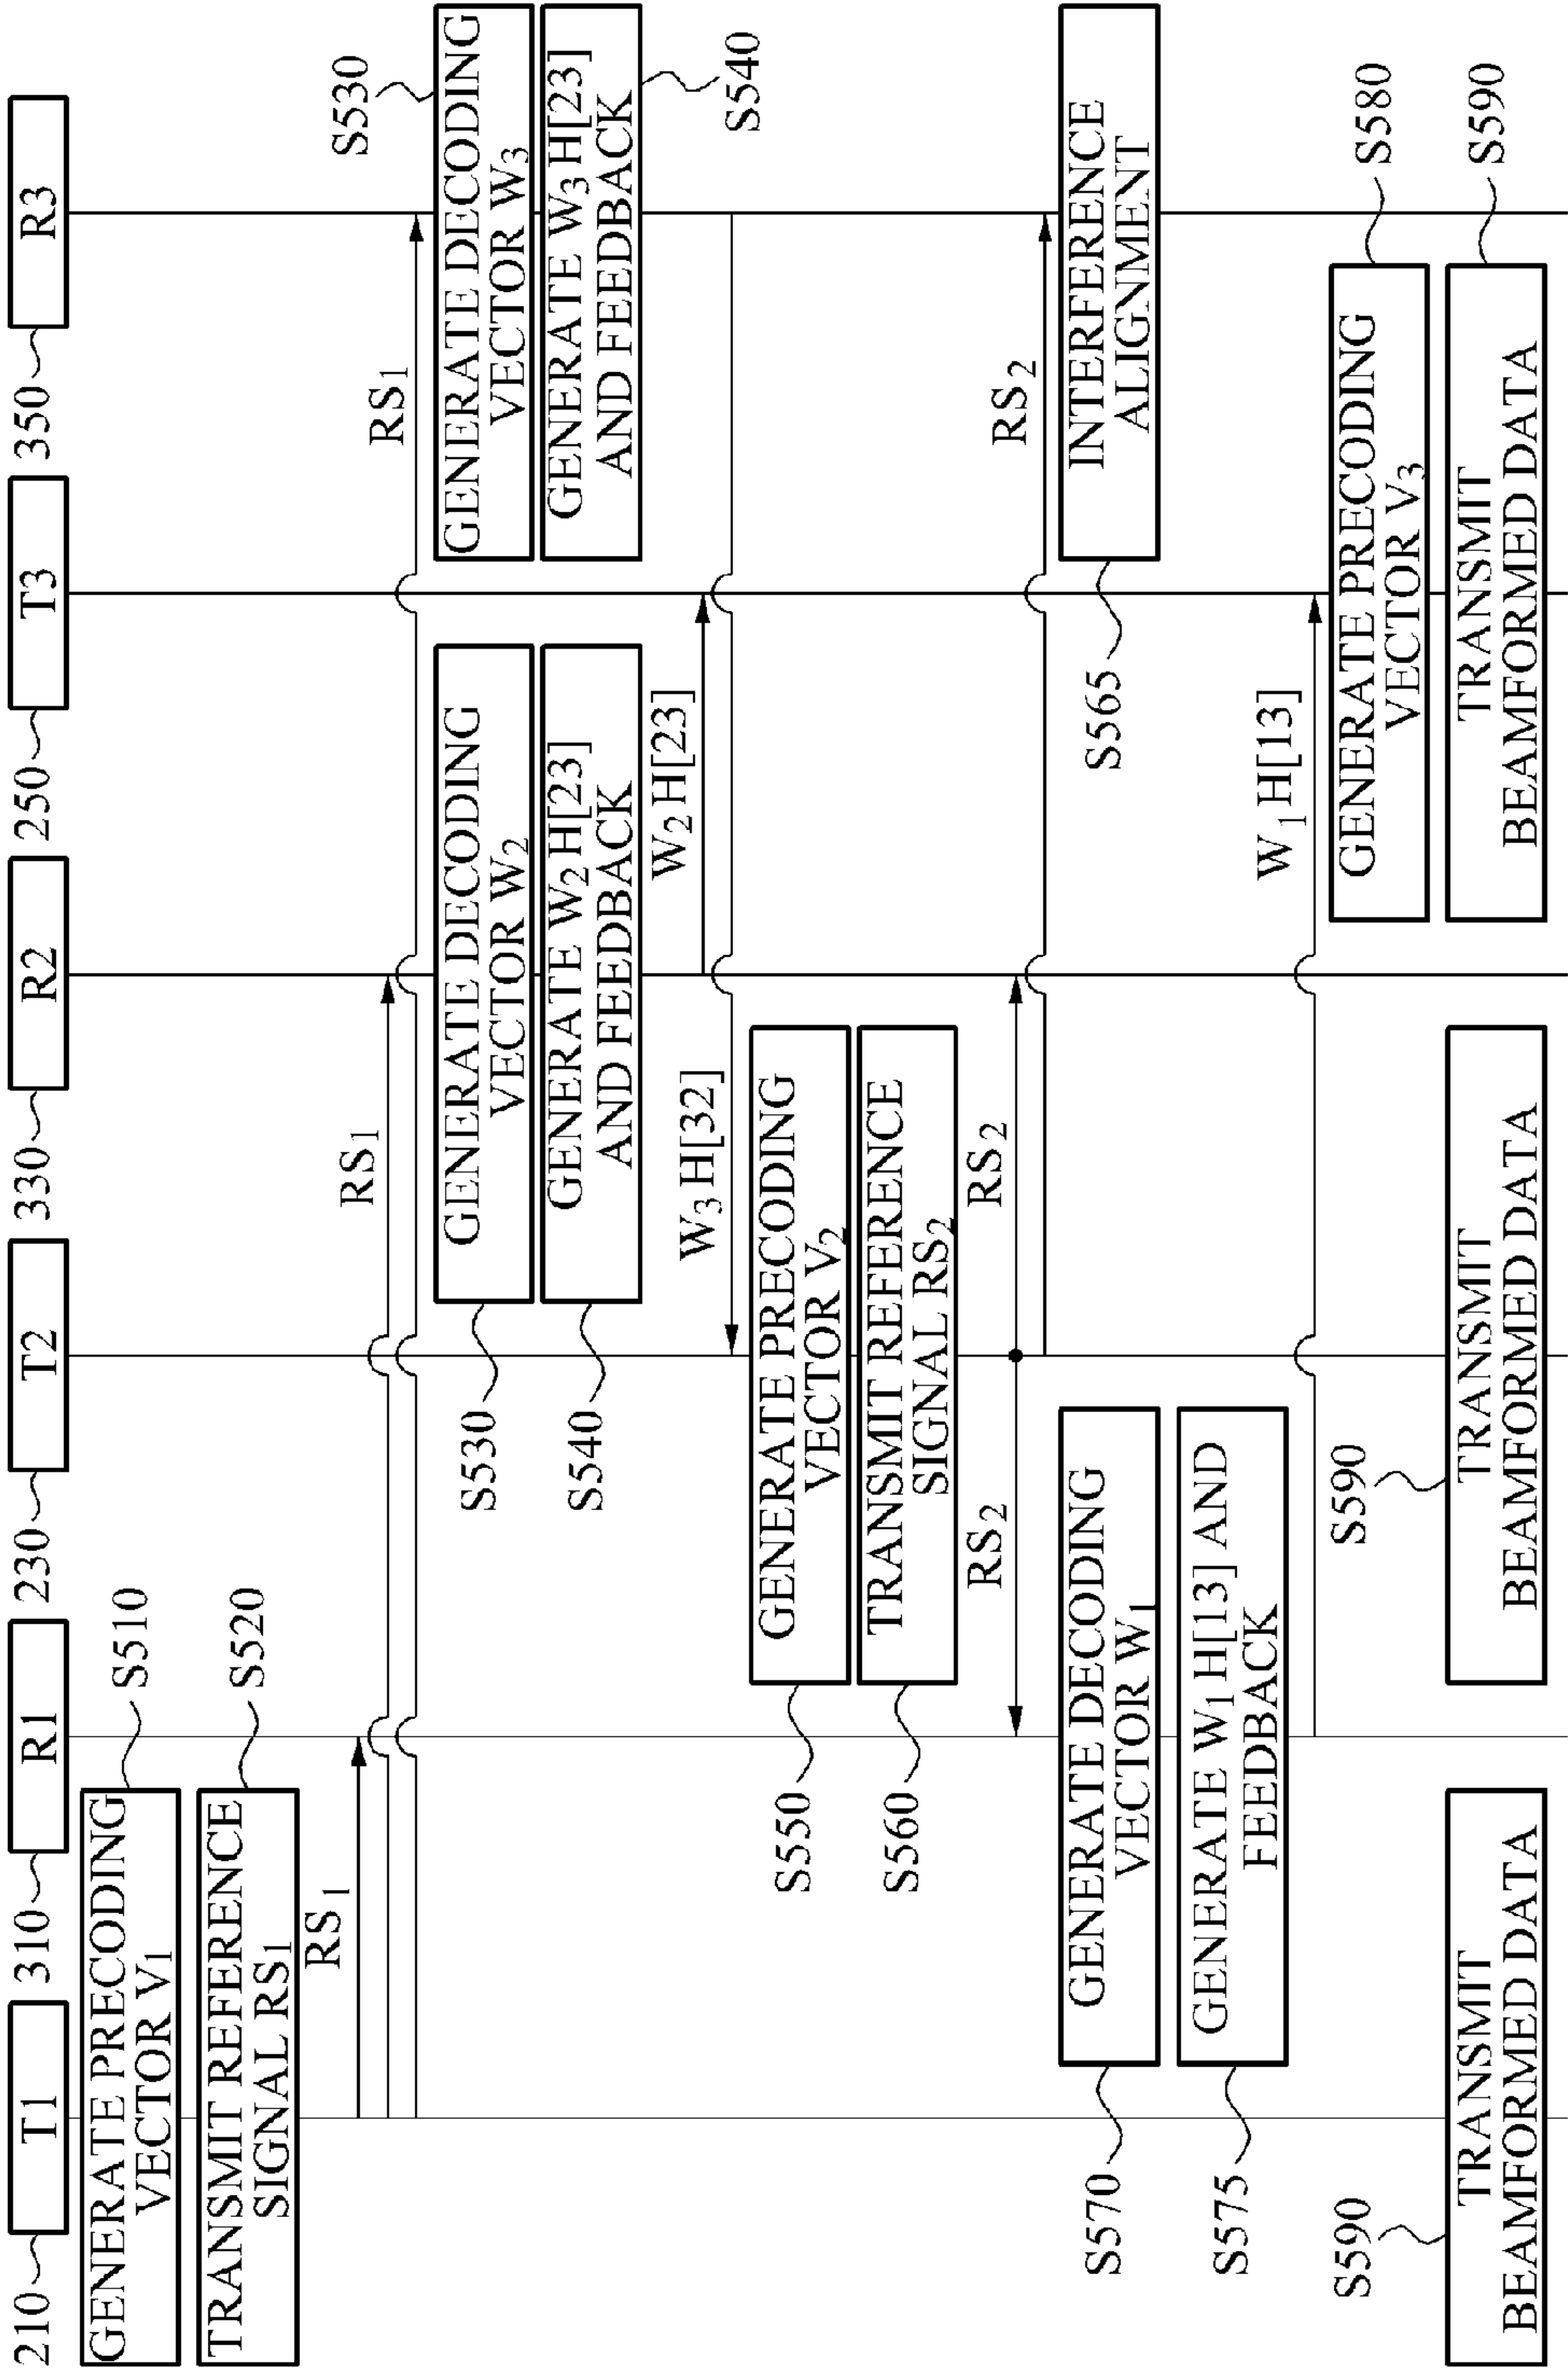 210
T1
310
R1
230
T2
330
R2
250
T3
350
R3
GENERATE PRECODING
VECTOR V1
S510
TRANSMIT REFERENCE
SIGNAL RS1
S520
RS1
RS1
RS1
S530
GENERATE DECODING
VECTOR W2
S530
GENERATE DECODING
VECTOR W3
S540
GENERATE W2 H[23]
AND FEEDBACK
GENERATE W3 H[23]
AND FEEDBACK
S540
W2 H[23]
W3 H[32]
S550
GENERATE PRECODING
VECTOR V2
S560
TRANSMIT REFERENCE
SIGNAL RS2
RS2
RS2
RS2
S570
GENERATE DECODING
VECTOR W1
S565
INTERFERENCE
ALIGNMENT
S575
GENERATE W1 H[13] AND
FEEDBACK
W1 H[13]
GENERATE PRECODING
VECTOR V3
S580
S590
TRANSMIT
BEAMFORMED DATA
S590
TRANSMIT
BEAMFORMED DATA
TRANSMIT
BEAMFORMED DATA
S590